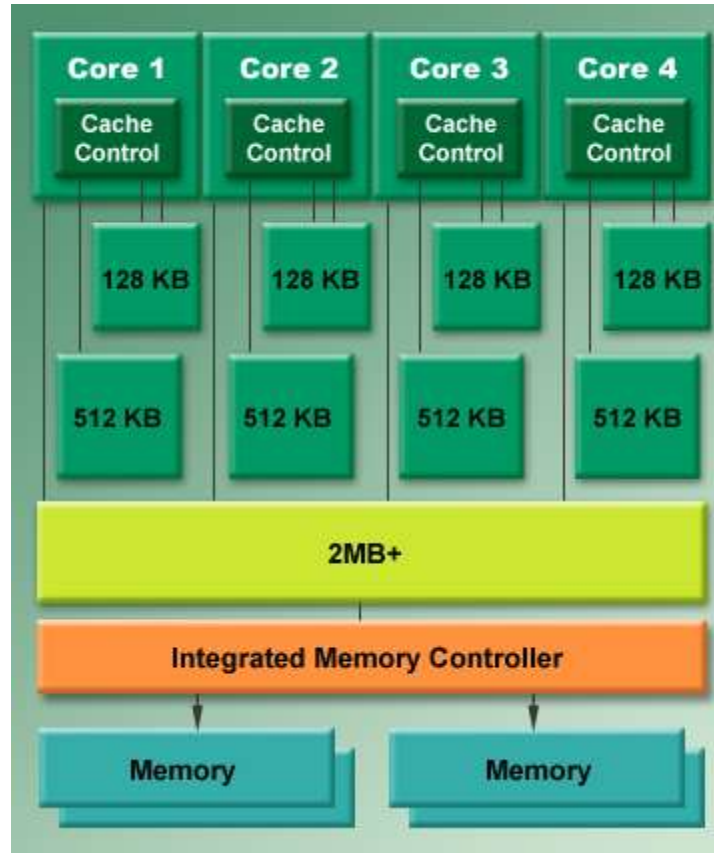 Core 1
Core 2
Core 3
Core 4
Cache
Control
Cache
Control
Cache
Control
Cache
Control
128 KB
128 KB
128 KB
128 KB
512 KB
512 KB
512 KB
512 KB
2MB+
Integrated Memory Controller
Memory
Memory